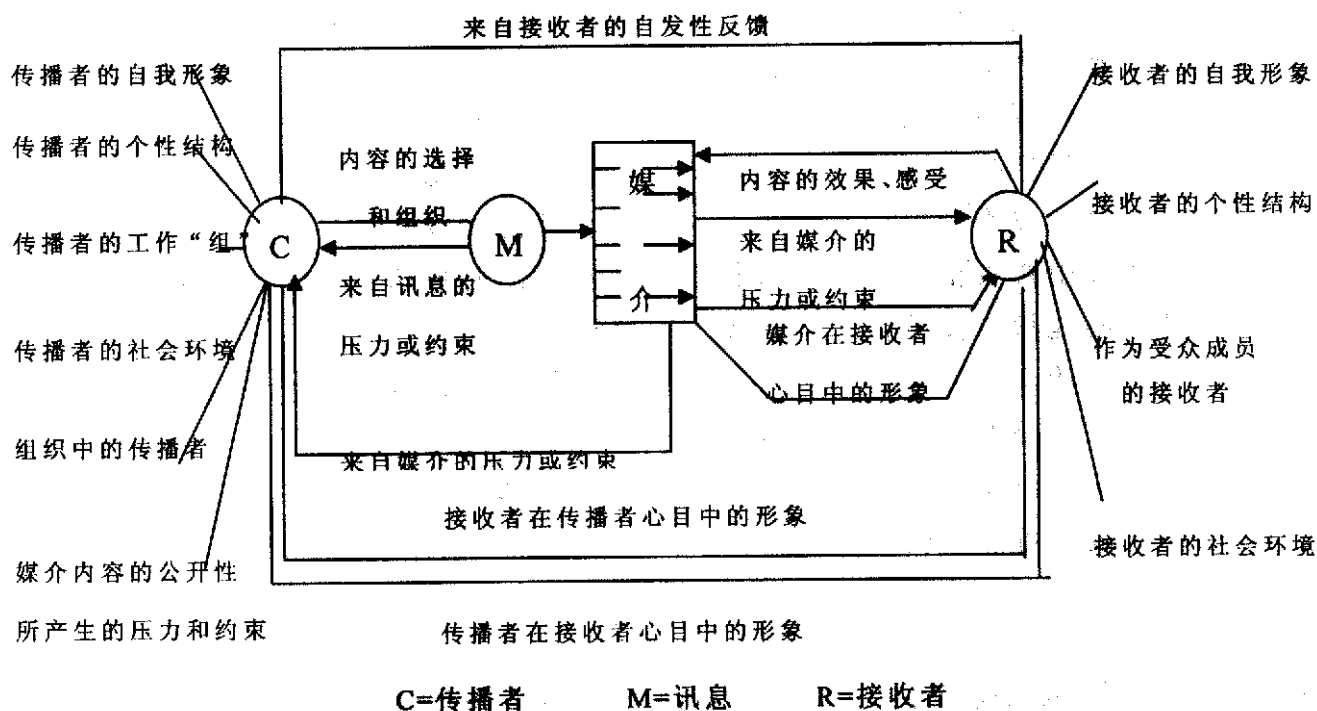 来自接收者的自发性反馈
传播者的自我形象
传播者的个性结构
传播者的工作“组”
传播者的社会环境
组织中的传播者
媒介内容的公开性
所产生的压力和约束
C
内容的选择
和组织
来自讯息的
压力或约束
M
媒
介
内容的效果、感受
来自媒介的
压力或约束
媒介在接收者
心目中的形象
R
接收者的自我形象
接收者的个性结构
作为受众成员
的接收者
接收者的社会环境
来自媒介的压力或约束
接收者在传播者心目中的形象
传播者在接收者心目中的形象
C=传播者 M=讯息 R=接收者